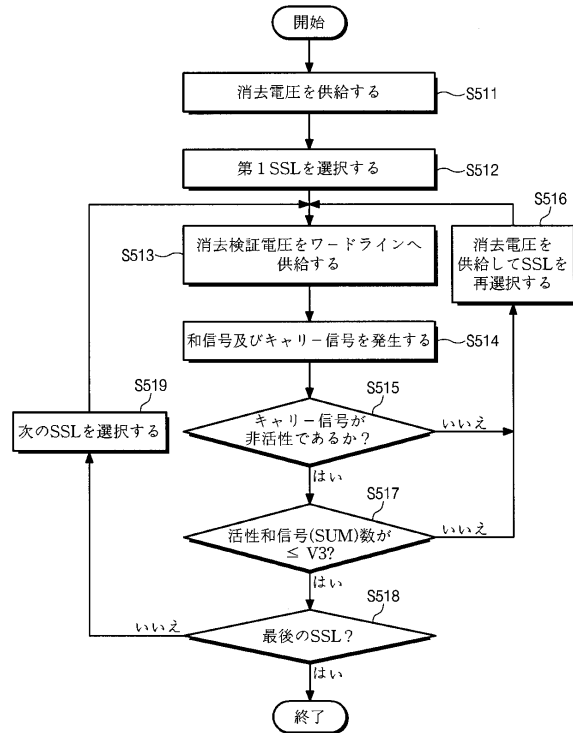 開始
消去電圧を供給する
S511
第1SSLを選択する
S512
S516
消去電圧を
供給してSSLを
再選択する
S513
消去検証電圧をワードラインへ
供給する
和信号及びキャリー信号を発生する
S514
S519
次のSSLを選択する
S515
キャリー信号が
非活性であるか?
いいえ
はい
S517
活性和信号(SUM)数が
≤ V3?
いいえ
はい
S518
いいえ
最後のSSL?
はい
終了